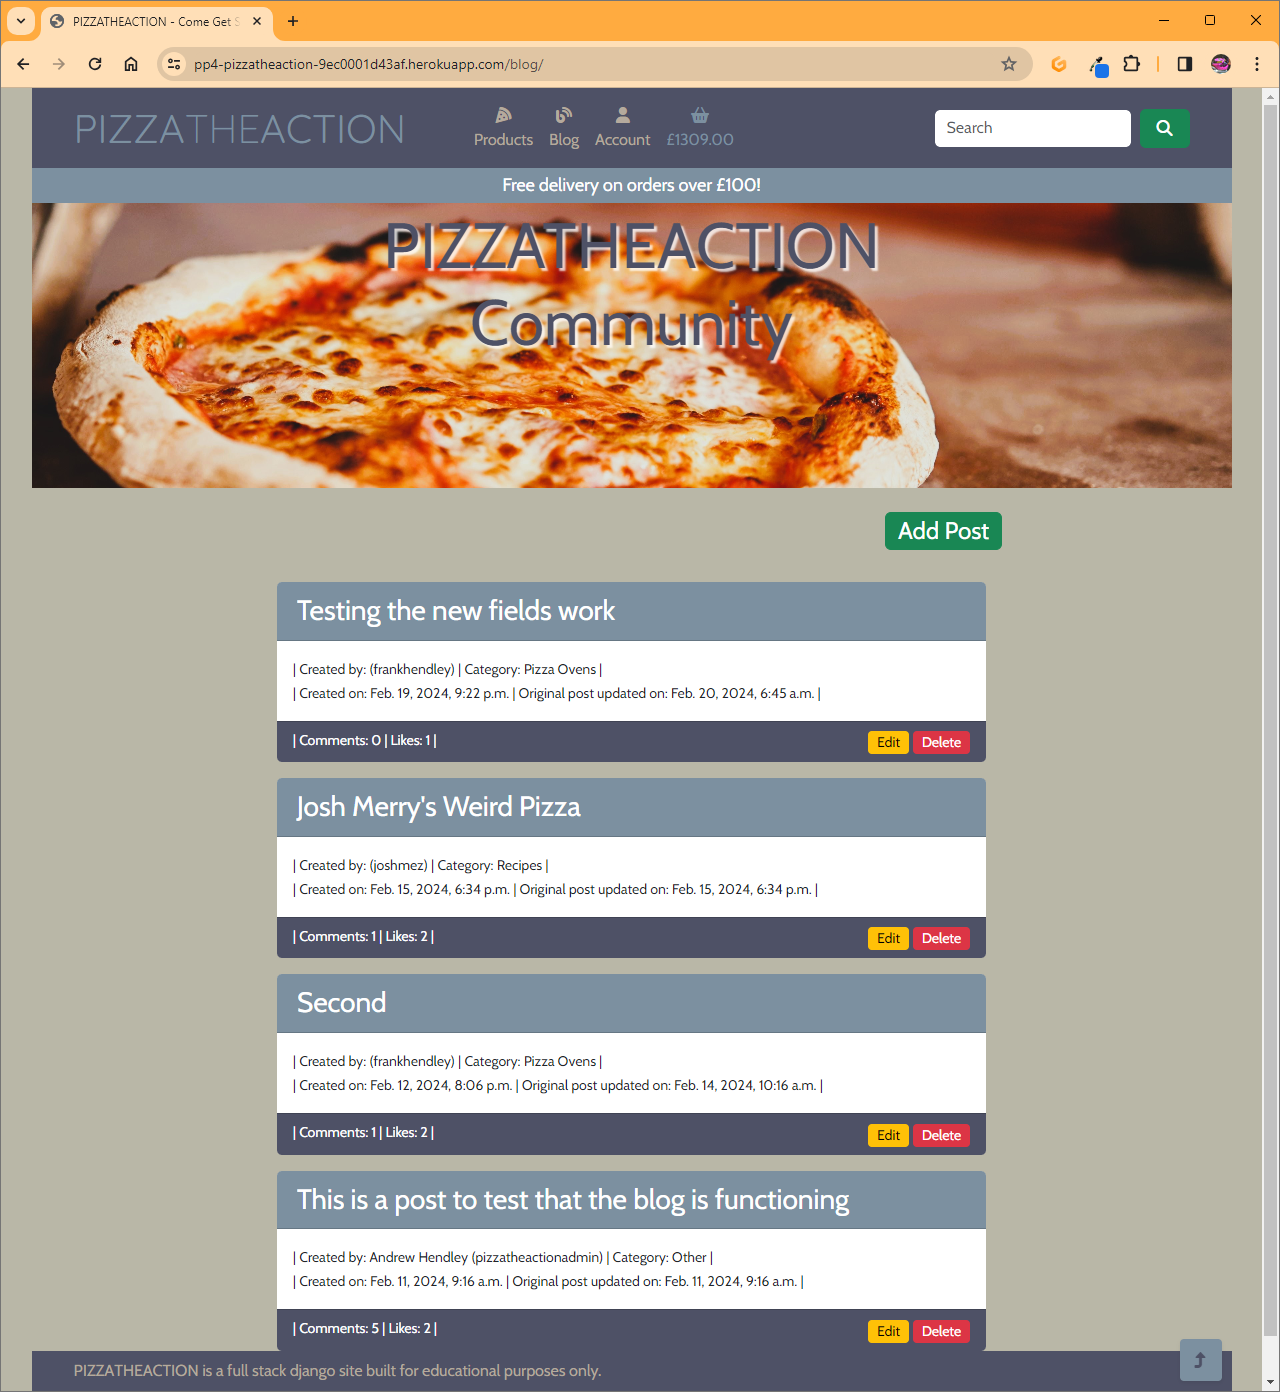 PIZZATHEACTION - Come Get S
pp4-pizzatheaction-9ec0001d43af.herokuapp.com/blog/
PIZZATHEACTION
Products Blog Account £1309.00
Search
Free delivery on orders over £100!
PIZZATHEACTION
Community
Add Post
Testing the new fields work
| Created by: (frankhendley) | Category: Pizza Ovens |
| Created on: Feb. 19, 2024, 9:22 p.m. | Original post updated on: Feb. 20, 2024, 6:45 a.m. |
| Comments: 0 | Likes: 1 | Edit Delete
Josh Merry's Weird Pizza
| Created by: (joshmez) | Category: Recipes |
| Created on: Feb. 15, 2024, 6:34 p.m. | Original post updated on: Feb. 15, 2024, 6:34 p.m. |
| Comments: 1 | Likes: 2 | Edit Delete
Second
| Created by: (frankhendley) | Category: Pizza Ovens |
| Created on: Feb. 12, 2024, 8:06 p.m. | Original post updated on: Feb. 14, 2024, 10:16 a.m. |
| Comments: 1 | Likes: 2 | Edit Delete
This is a post to test that the blog is functioning
| Created by: Andrew Hendley (pizzatheactionadmin) | Category: Other |
| Created on: Feb. 11, 2024, 9:16 a.m. | Original post updated on: Feb. 11, 2024, 9:16 a.m. |
| Comments: 5 | Likes: 2 | Edit Delete
PIZZATHEACTION is a full stack django site built for educational purposes only.